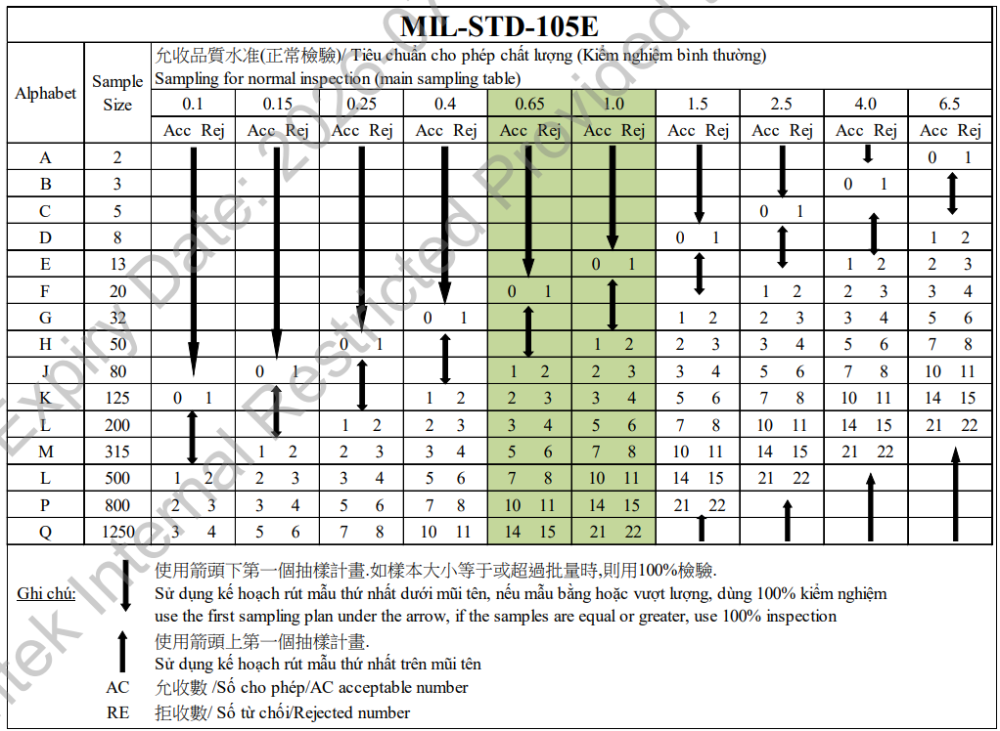 MIL-STD-105E
Alphabet
Sample Size
允收品質水准(正常檢驗)/ Tiêu chuẩn cho phép chất lượng (Kiểm nghiệm bình thường)
Sampling for normal inspection (main sampling table)
0.1 0.15 0.25 0.4 0.65 1.0 1.5 2.5 4.0 6.5
Acc Rej Acc Rej Acc Rej Acc Rej Acc Rej Acc Rej Acc Rej Acc Rej Acc Rej Acc Rej
A 2 0 1
B 3 0 1
C 5 0 1
D 8 0 1 1 2
E 13 0 1 1 2 2 3
F 20 0 1 1 2 2 3 3 4
G 32 0 1 1 2 2 3 3 4 5 6
H 50 0 1 1 2 2 3 3 4 5 6 7 8
J 80 0 1 1 2 2 3 3 4 5 6 7 8 10 11
K 125 0 1 1 2 2 3 3 4 5 6 7 8 10 11 14 15
L 200 1 2 2 3 3 4 5 6 7 8 10 11 14 15 21 22
M 315 1 2 2 3 3 4 5 6 7 8 10 11 14 15 21 22
L 500 1 2 2 3 3 4 5 6 7 8 10 11 14 15 21 22
P 800 2 3 3 4 5 6 7 8 10 11 14 15 21 22
Q 1250 3 4 5 6 7 8 10 11 14 15 21 22
Ghi chú:
使用箭頭下第一個抽樣計畫.如樣本大小等于或超過批量時,則用100%檢驗.
Sử dụng kế hoạch rút mẫu thứ nhất dưới mũi tên, nếu mẫu bằng hoặc vượt lượng, dùng 100% kiểm nghiệm
use the first sampling plan under the arrow, if the samples are equal or greater, use 100% inspection
使用箭頭上第一個抽樣計畫.
Sử dụng kế hoạch rút mẫu thứ nhất trên mũi tên
AC 允收數 /Số cho phép/AC acceptable number
RE 拒收數/ Số từ chối/Rejected number
Expiry Date: 2026-0
Internal Restricted Provided